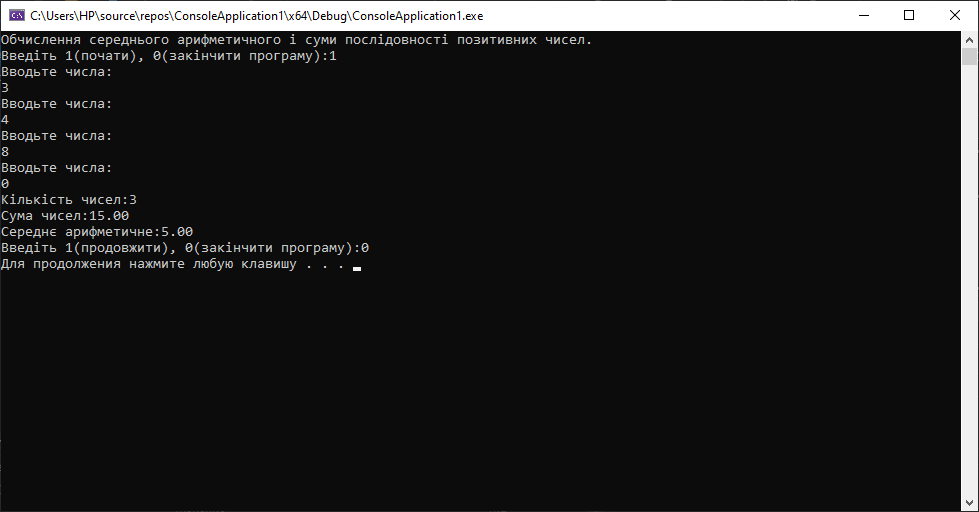 C:\Users\HP\source\repos\ConsoleApplication1\x64\Debug\ConsoleApplication1.exe
Обчислення середнього арифметичного і суми послідовності позитивних чисел.
Введіть 1(почати), 0(закінчити програму):1
Вводьте числа:
3
Вводьте числа:
4
Вводьте числа:
8
Вводьте числа:
0
Кількість чисел:3
Сума чисел:15.00
Середнє арифметичне:5.00
Введіть 1(продовжити), 0(закінчити програму):0
Для продолжения нажмите любую клавишу . . .